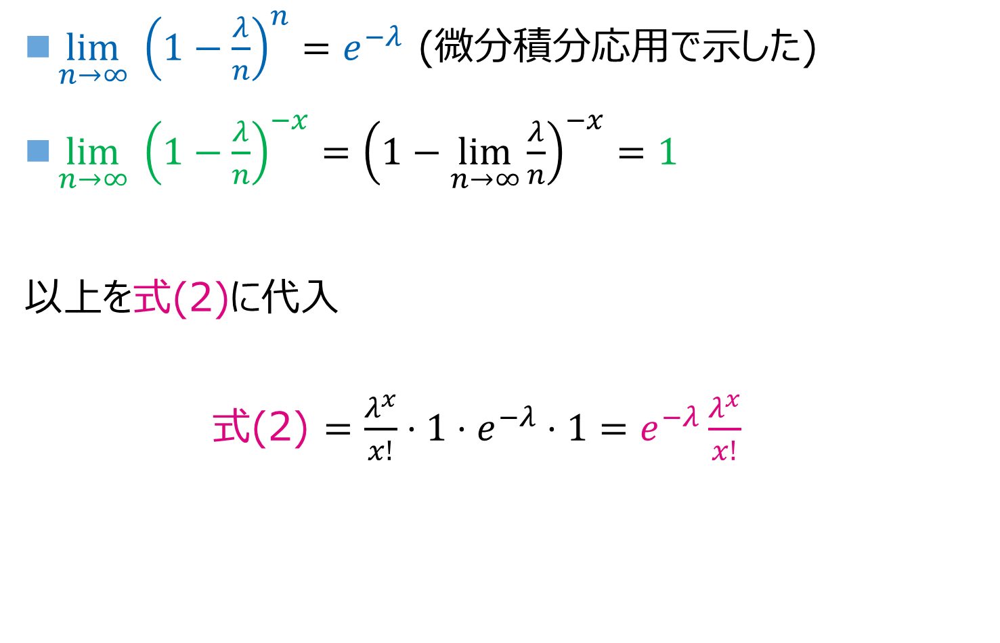 ■ lim_{n→∞} (1 − λ/n)^n = e^{−λ} (微分積分応用で示した)
■ lim_{n→∞} (1 − λ/n)^{−x} = (1 − lim_{n→∞} λ/n)^{−x} = 1
以上を式(2)に代入
式(2) = λ^x/x! · 1 · e^{−λ} · 1 = e^{−λ} λ^x/x!